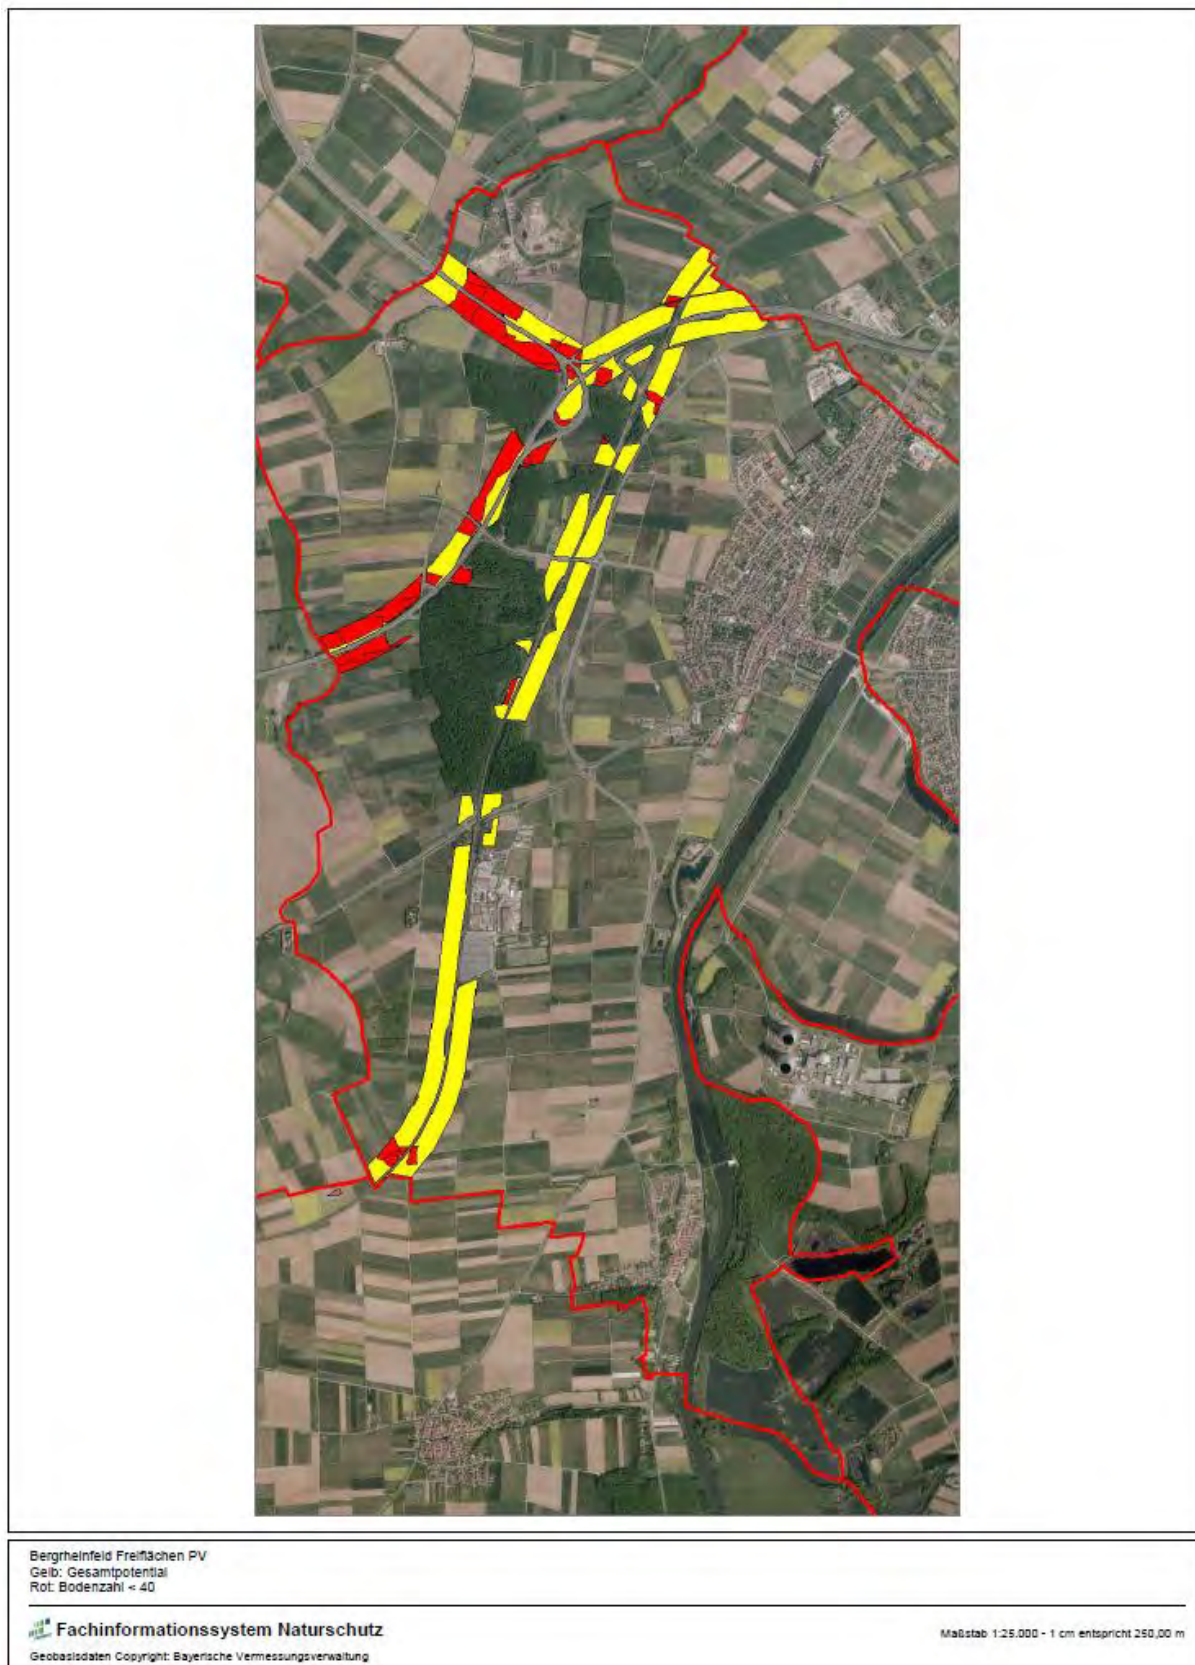 Bergrheinfeld Freiflächen PV
Gelb: Gesamtpotential
Rot: Bodenzahl < 40
Fachinformationssystem Naturschutz
Maßstab 1:25.000 - 1 cm entspricht 250,00 m
Geobasisdaten Copyright: Bayerische Vermessungsverwaltung